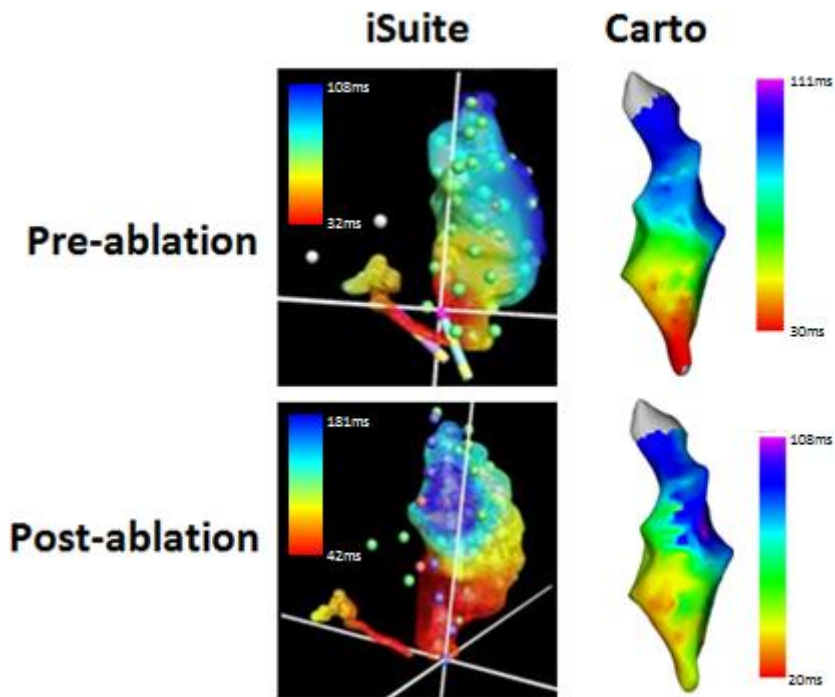 iSuite Carto
108ms 111ms
Pre-ablation
32ms
30ms
181ms 108ms
Post-ablation
42ms
20ms